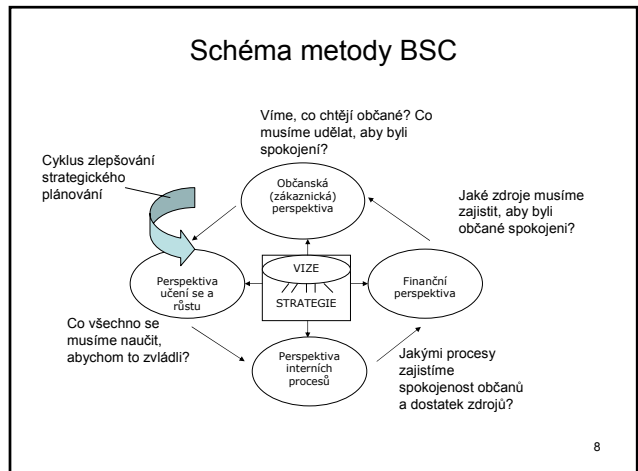 Schéma metody BSC
Víme, co chtějí občané? Co
musíme udělat, aby byli
spokojení?
Cyklus zlepšování
strategického
plánování
Občanská
(zákaznická)
perspektiva
Jaké zdroje musíme
zajistit, aby byli
občané spokojeni?
VIZE
STRATEGIE
Perspektiva
učení se a
růstu
Finanční
perspektiva
Co všechno se
musíme naučit,
abychom to zvládli?
Perspektiva
interních
procesů
Jakými procesy
zajistíme
spokojenost občanů
a dostatek zdrojů?
8